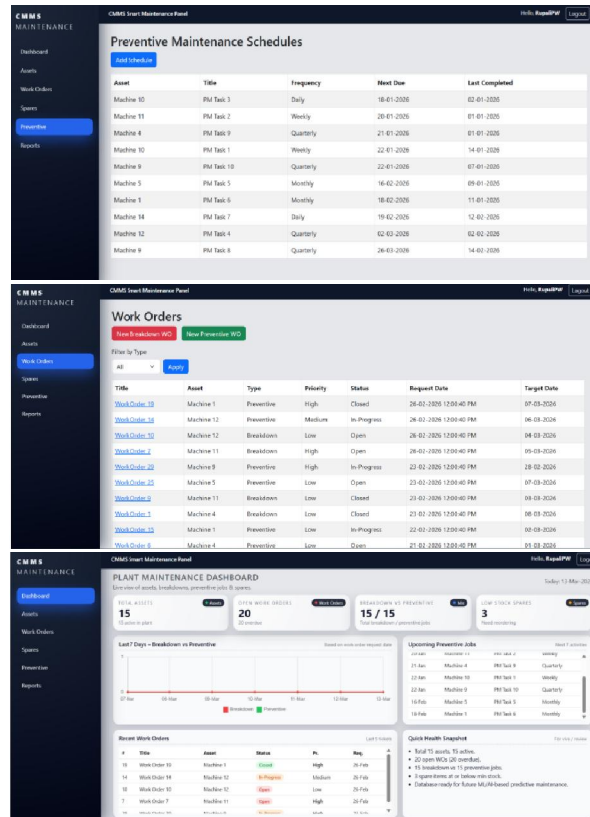 CMMS
MAINTENANCE
CMMS Smart Maintenance Panel
Hello, RupaliPW Logout
Dashboard
Assets
Work Orders
Spares
Preventive
Reports
Preventive Maintenance Schedules
Add Schedule
Asset Title Frequency Next Due Last Completed
Machine 10 PM Task 3 Daily 18-01-2026 02-01-2026
Machine 11 PM Task 2 Weekly 20-01-2026 01-01-2026
Machine 4 PM Task 9 Quarterly 21-01-2026 01-01-2026
Machine 10 PM Task 1 Weekly 22-01-2026 14-01-2026
Machine 9 PM Task 10 Quarterly 22-01-2026 07-01-2026
Machine 5 PM Task 5 Monthly 16-02-2026 09-01-2026
Machine 1 PM Task 6 Monthly 18-02-2026 11-01-2026
Machine 14 PM Task 7 Daily 19-02-2026 12-02-2026
Machine 12 PM Task 4 Quarterly 02-03-2026 02-02-2026
Machine 9 PM Task 8 Quarterly 26-03-2026 14-02-2026
CMMS
MAINTENANCE
CMMS Smart Maintenance Panel
Hello, RupaliPW Logout
Dashboard
Assets
Work Orders
Spares
Preventive
Reports
Work Orders
New Breakdown WO New Preventive WO
Filter by Type
All Apply
Title Asset Type Priority Status Request Date Target Date
Work Order 19 Machine 1 Preventive High Closed 26-02-2026 12:00:40 PM 07-03-2026
Work Order 14 Machine 12 Preventive Medium In-Progress 26-02-2026 12:00:40 PM 06-03-2026
Work Order 10 Machine 12 Breakdown Low Open 26-02-2026 12:00:40 PM 04-03-2026
Work Order 7 Machine 11 Breakdown High Open 26-02-2026 12:00:40 PM 05-03-2026
Work Order 29 Machine 9 Preventive High In-Progress 23-02-2026 12:00:40 PM 28-02-2026
Work Order 25 Machine 5 Preventive Low Open 23-02-2026 12:00:40 PM 07-03-2026
Machine 11 Breakdown Low Closed 23-02-2026 12:00:40 PM 03-03-2026
Machine 4 Breakdown Low Closed 23-02-2026 12:00:40 PM
Work Order 15 Machine 1 Preventive Low In-Progress 22-02-2026 12:00:40 PM
Work Order 6 Machine 4 Breakdown Low Open 21-02-2026 12:00:40 PM 01-03-2026
CMMS
MAINTENANCE
CMMS Smart Maintenance Panel
Hello, RupaliPW
Dashboard
Assets
Work Orders
Spares
Preventive
Reports
PLANT MAINTENANCE DASHBOARD
Live view of assets, breakdowns, preventive jobs & spares.
TOTAL ASSETS Assets
15
15 active in plant
OPEN WORK ORDERS Work Orders
20
20 overdue
BREAKDOWN VS PREVENTIVE
15 / 15
Total breakdown / preventive jobs
LOW STOCK SPARES Spares
3
Need reordering
Last 7 Days – Breakdown vs Preventive Based on work order request date
1
0
07 Mar 08 Mar 09 Mar 10 Mar 11 Mar 12 Mar 13 Mar
Breakdown Preventive
Upcoming Preventive Jobs
21-Jan Machine 4 PM Task 9 Quarterly
22-Jan Machine 10 PM Task 1 Weekly
22-Jan Machine 9 PM Task 10 Quarterly
16-Feb Machine 5 PM Task 5 Monthly
18-Feb Machine 1 PM Task 6 Monthly
Recent Work Orders
# Title Asset Status Pr. Req.
19 Work Order 19 Machine 1 Closed High 26-Feb
14 Work Order 14 Machine 12 In-Progress Medium 26-Feb
10 Work Order 10 Machine 12 Open Low 26-Feb
7 Work Order 7 Machine 11 Open High 26-Feb
Quick Health Snapshot
Total 15 assets, 15 active.
20 open WOs (20 overdue).
15 breakdown vs 15 preventive jobs.
3 spare items at or below min stock.
Database ready for future ML/AI-based predictive maintenance.